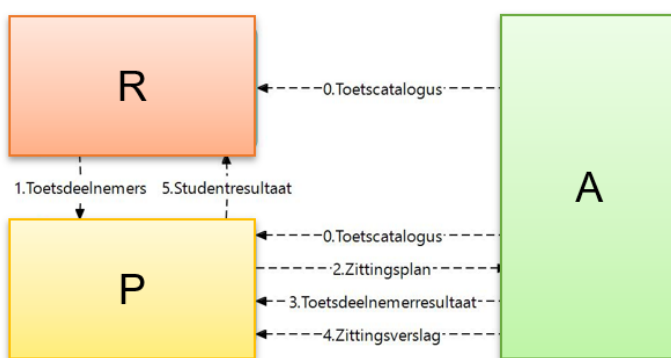 R
0.Toetscatalogus
A
1.Toetsdeelnemers
5.Studentresultaat
P
0.Toetscatalogus
2.Zittingsplan
3.Toetsdeelnemerresultaat
4.Zittingsverslag